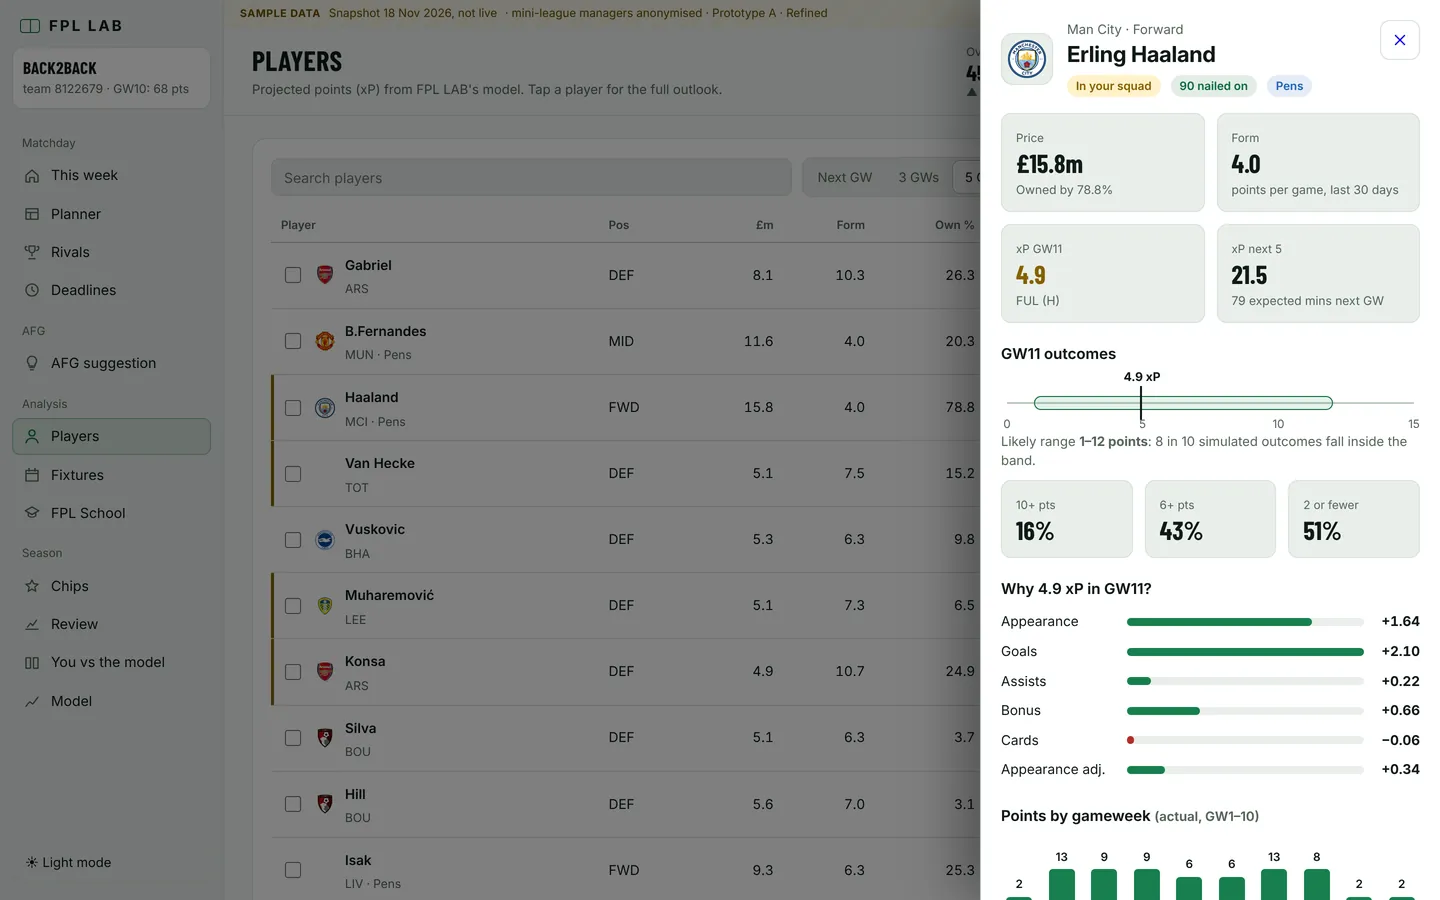 FPL LAB
BACK2BACK
team 8122679 · GW10: 68 pts
Matchday
This week
Planner
Rivals
Deadlines
AFG
AFG suggestion
Analysis
Players
Fixtures
FPL School
Season
Chips
Review
You vs the model
Model
Light mode
SAMPLE DATA Snapshot 18 Nov 2026, not live · mini-league managers anonymised · Prototype A · Refined
PLAYERS
Projected points (xP) from FPL LAB's model. Tap a player for the full outlook.
Search players
Next GW 3 GWs 5
Player Pos £m Form Own %
Gabriel
ARS
DEF 8.1 10.3 26.3
B.Fernandes
MUN · Pens
MID 11.6 4.0 20.3
Haaland
MCI · Pens
FWD 15.8 4.0 78.8
Van Hecke
TOT
DEF 5.1 7.5 15.2
Vuskovic
BHA
DEF 5.3 6.3 9.8
Muharemović
LEE
DEF 5.1 7.3 6.5
Konsa
ARS
DEF 4.9 10.7 24.9
Silva
BOU
DEF 5.1 6.3 3.7
Hill
BOU
DEF 5.6 7.0 3.1
Isak
LIV · Pens
FWD 9.3 6.3 25.3
Man City · Forward
Erling Haaland
In your squad 90 nailed on Pens
Price
£15.8m
Owned by 78.8%
Form
4.0
points per game, last 30 days
xP GW11
4.9
FUL (H)
xP next 5
21.5
79 expected mins next GW
GW11 outcomes
4.9 xP
0 5 10 15
Likely range 1–12 points: 8 in 10 simulated outcomes fall inside the
band.
10+ pts
16%
6+ pts
43%
2 or fewer
51%
Why 4.9 xP in GW11?
Appearance +1.64
Goals +2.10
Assists +0.22
Bonus +0.66
Cards −0.06
Appearance adj. +0.34
Points by gameweek (actual, GW1–10)
2 13 9 9 6 6 13 8 2 2